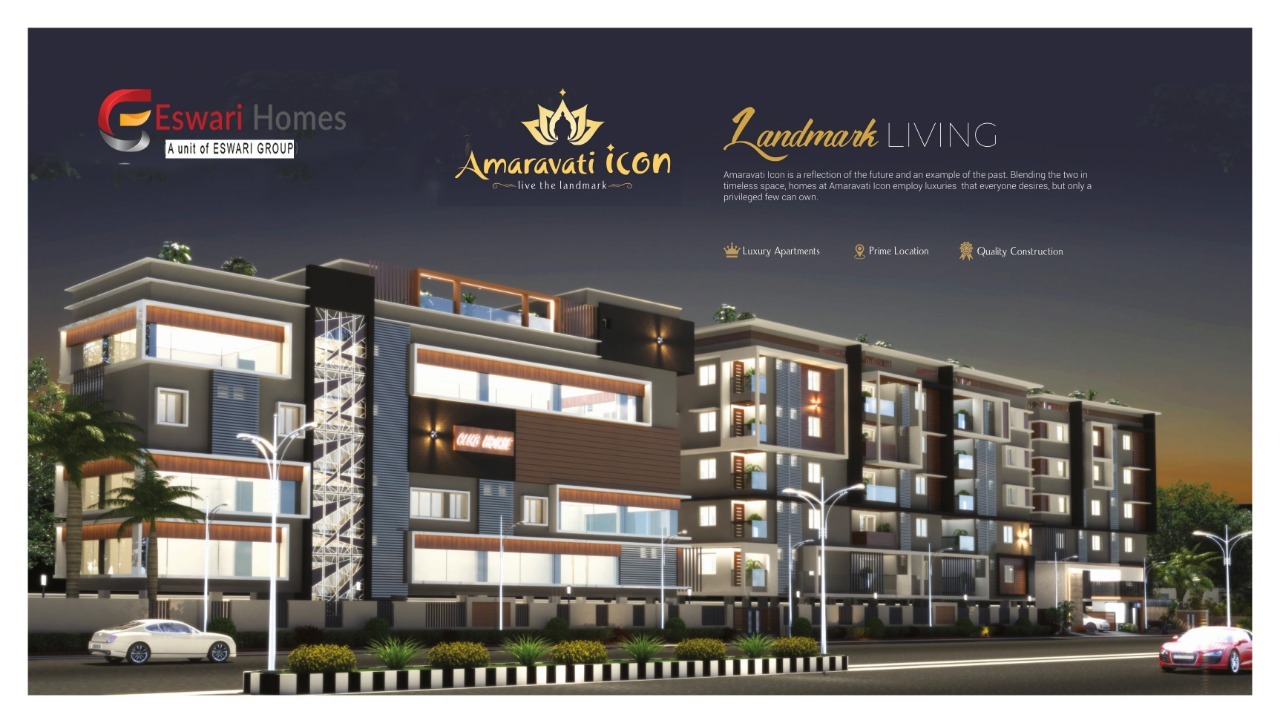 Eswari Homes
A unit of ESWARI GROUP
Amaravati icon
live the landmark
Landmark LIVING
Amaravati Icon is a reflection of the future and an example of the past. Blending the two in
timeless space, homes at Amaravati Icon employ luxuries that everyone desires, but only a
privileged few can own.
Luxury Apartments
Prime Location
Quality Construction
CLUB HOUSE